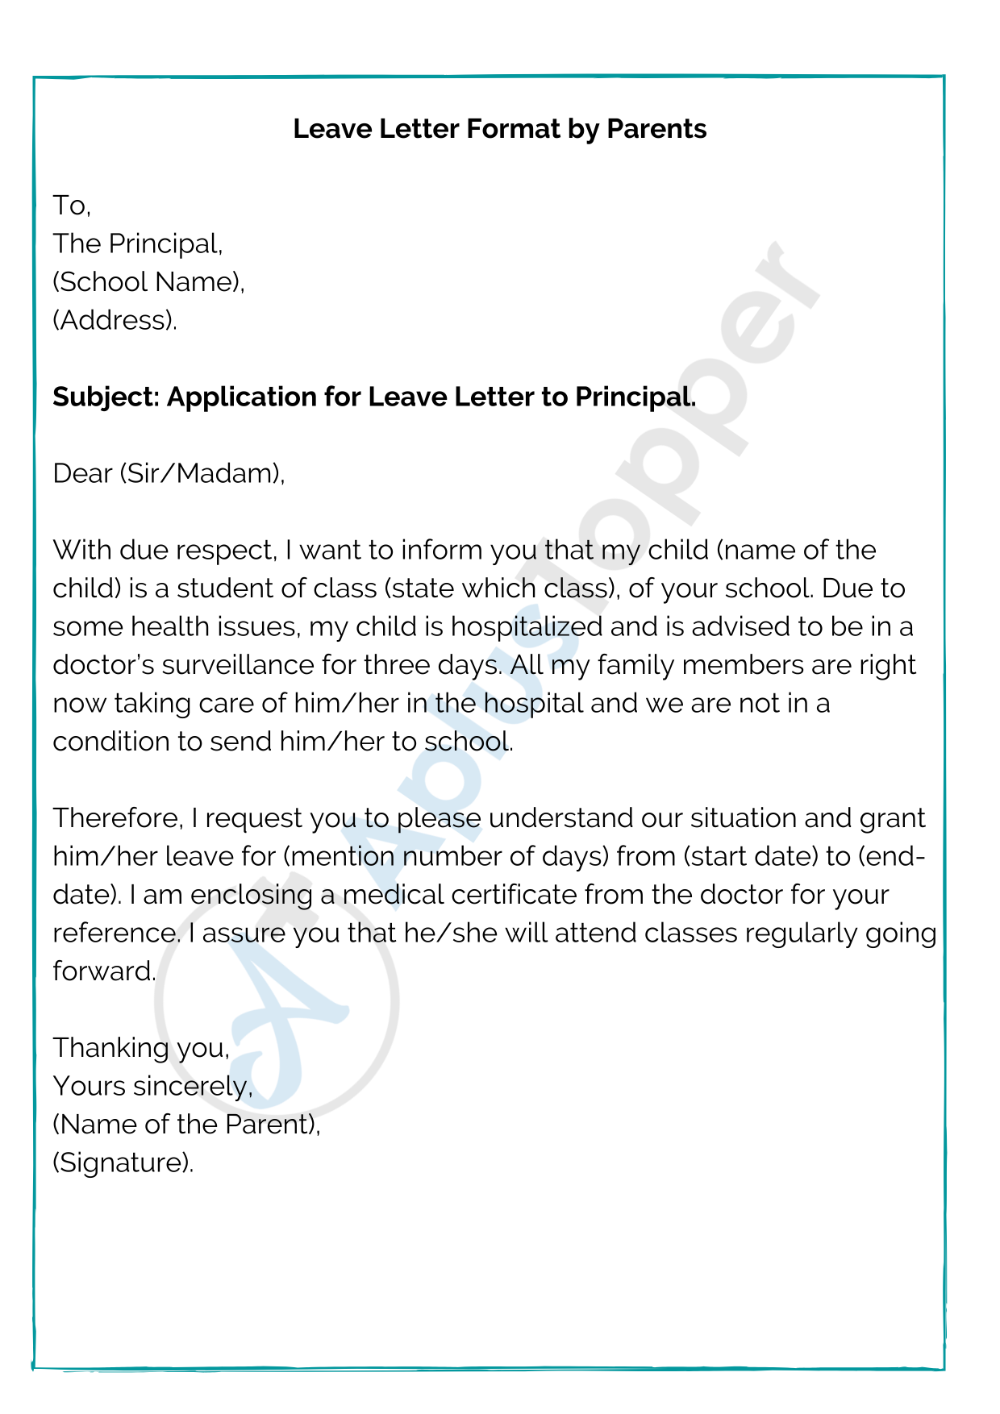 Leave Letter Format by Parents
To,
The Principal,
(School Name),
(Address).
Subject: Application for Leave Letter to Principal.
Dear (Sir/Madam),
With due respect, I want to inform you that my child (name of the
child) is a student of class (state which class), of your school. Due to
some health issues, my child is hospitalized and is advised to be in a
doctor's surveillance for three days. All my family members are right
now taking care of him/her in the hospital and we are not in a
condition to send him/her to school.
Therefore, I request you to please understand our situation and grant
him/her leave for (mention number of days) from (start date) to (end-
date). I am enclosing a medical certificate from the doctor for your
reference. I assure you that he/she will attend classes regularly going
forward.
Thanking you,
Yours sincerely,
(Name of the Parent),
(Signature).
AplusTopper
A+